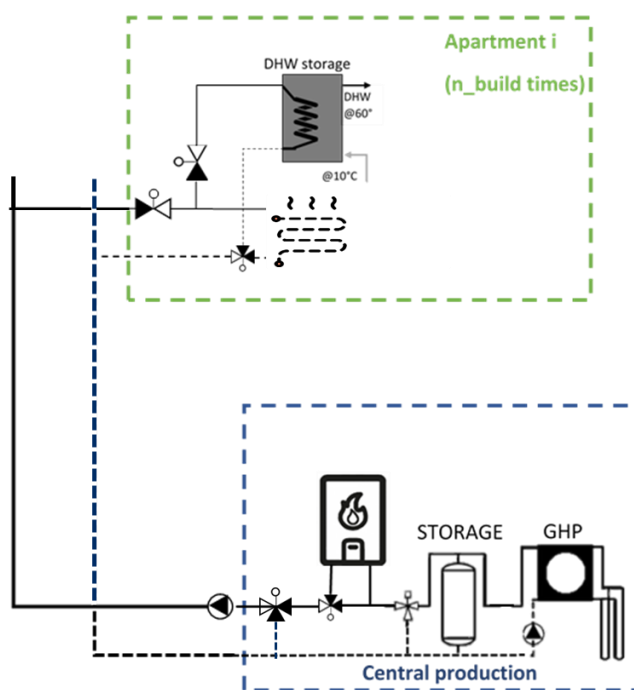 Apartment i
(n_build times)
DHW storage
DHW
@60°
@10°C
STORAGE
GHP
Central production